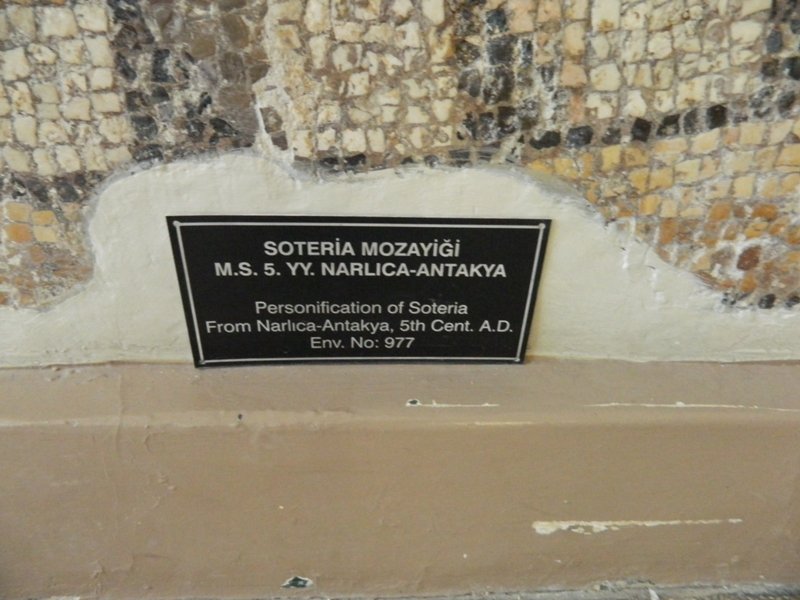 SOTERİA MOZAYİĞİ
M.S. 5. YY. NARLICA-ANTAKYA
Personification of Soteria
From Narlıca-Antakya, 5th Cent. A.D.
Env. No: 977